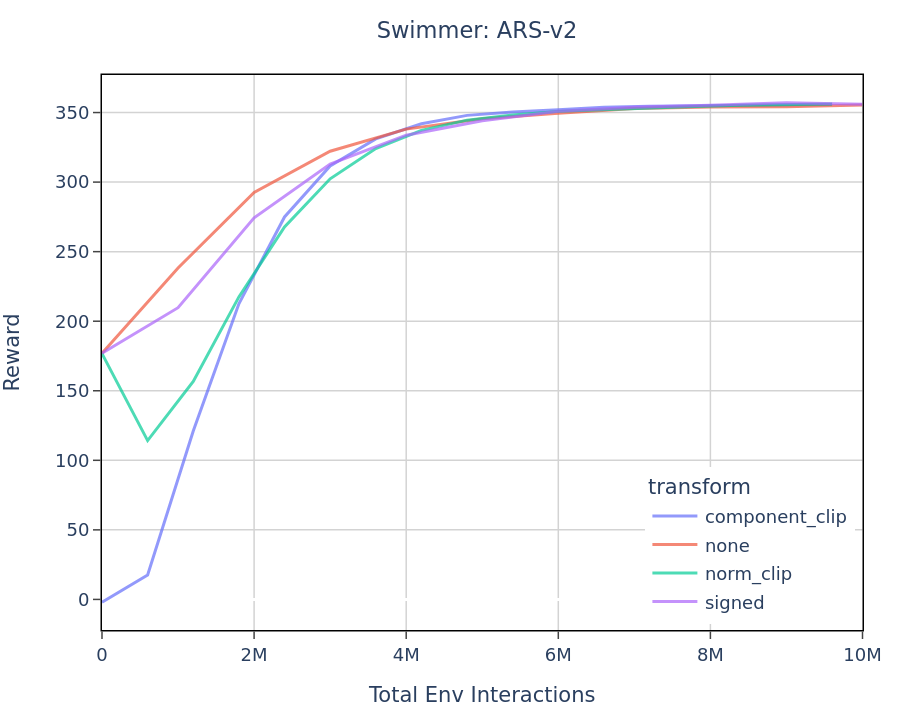 Swimmer: ARS-v2
Reward
350
300
250
200
150
100
50
0
transform
component_clip
none
norm_clip
signed
0 2M 4M 6M 8M 10M
Total Env Interactions